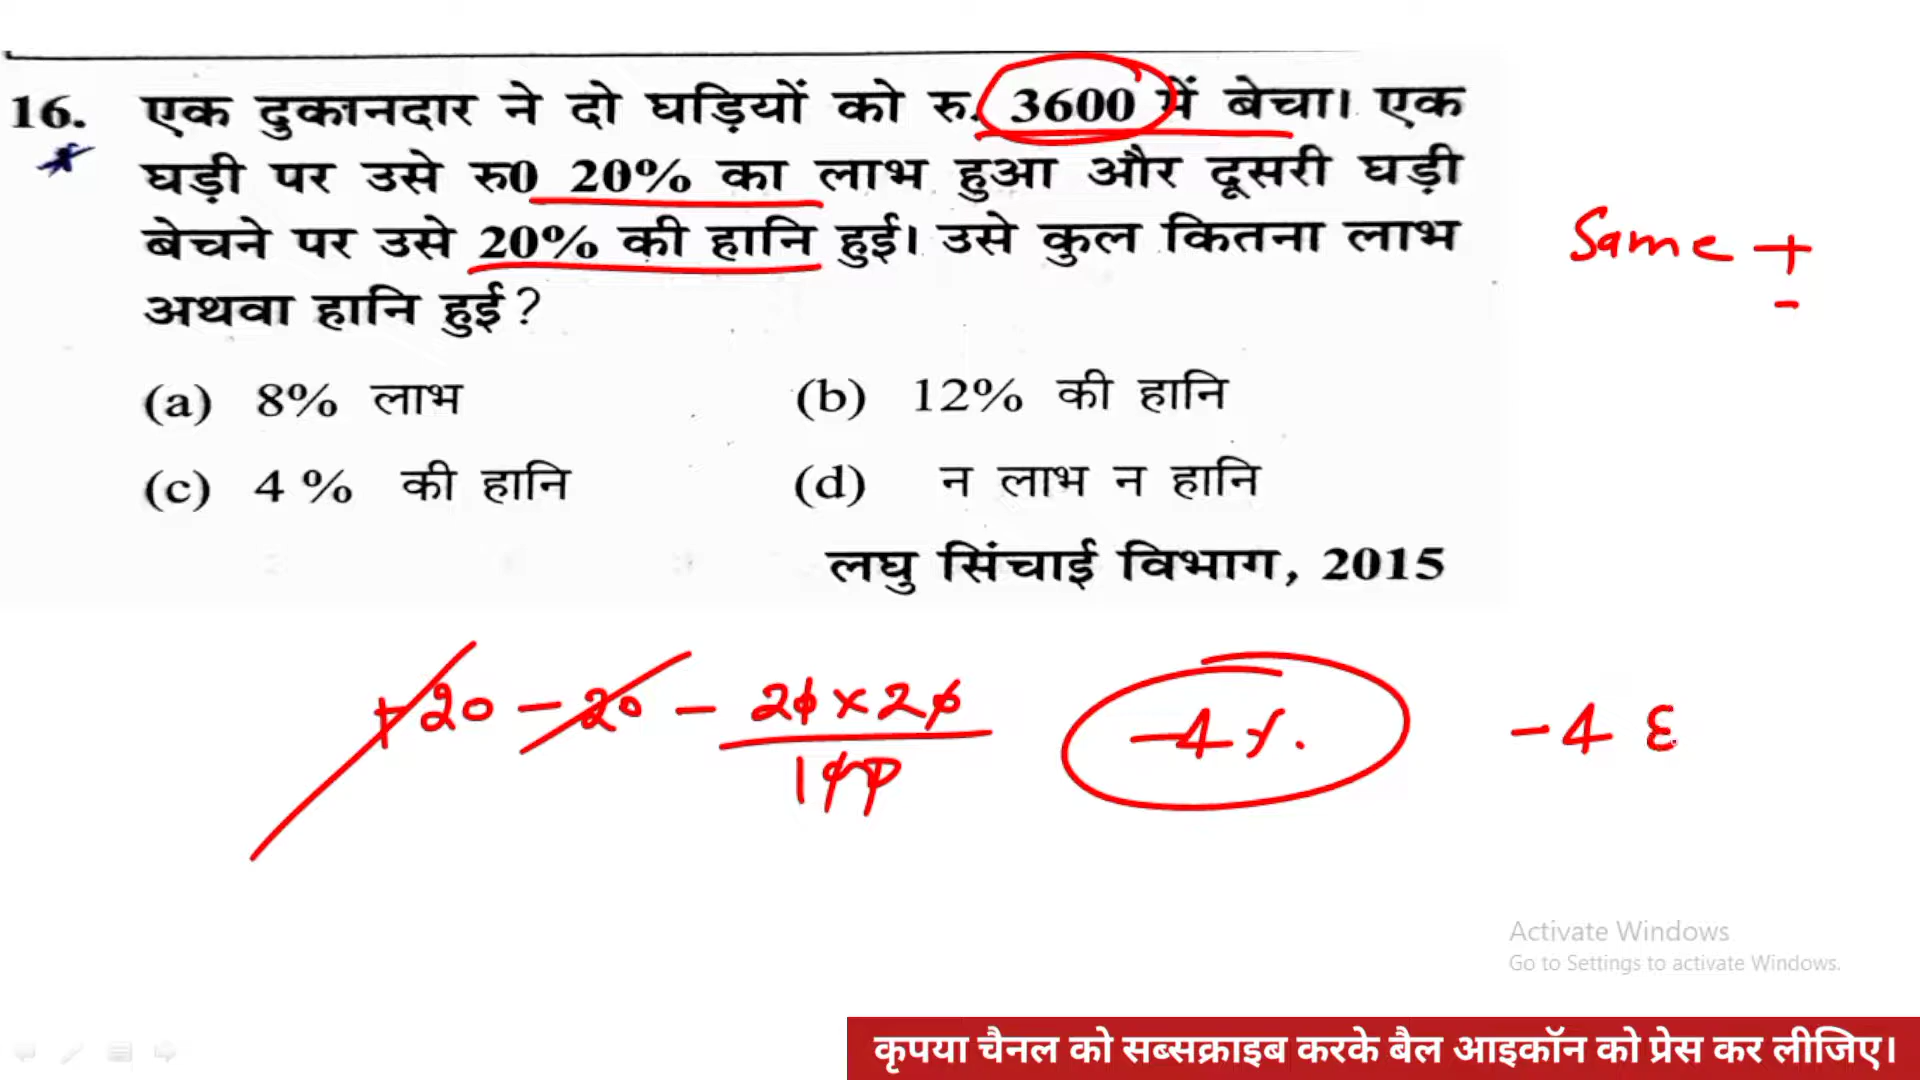 16. एक दुकानदार ने दो घड़ियों को रु. 3600 में बेचा। एक
घड़ी पर उसे रु0 20% का लाभ हुआ और दूसरी घड़ी
बेचने पर उसे 20% की हानि हुई। उसे कुल कितना लाभ
अथवा हानि हुई?
Same +
-
(a) 8% लाभ (b) 12% की हानि
(c) 4 % की हानि (d) न लाभ न हानि
लघु सिंचाई विभाग, 2015
+20 - 20 - 20 × 20 -4%. -4
100
Activate Windows
Go to Settings to activate Windows.
कृपया चैनल को सब्सक्राइब करके बैल आइकॉन को प्रेस कर लीजिए।